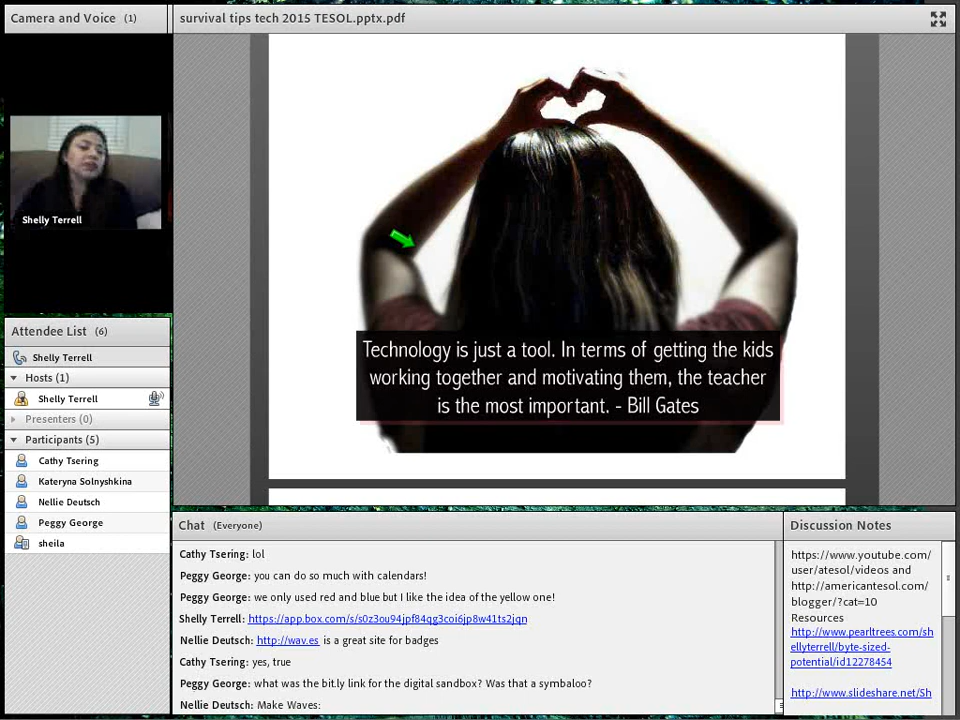 Camera and Voice (1)
survival tips tech 2015 TESOL.pptx.pdf
Shelly Terrell
Technology is just a tool. In terms of getting the kids
working together and motivating them, the teacher
is the most important. - Bill Gates
Attendee List (6)
Shelly Terrell
Hosts (1)
Shelly Terrell
Presenters (0)
Participants (5)
Cathy Tsering
Kateryna Solnyshkina
Nellie Deutsch
Peggy George
sheila
Chat (Everyone)
Cathy Tsering: lol
Peggy George: you can do so much with calendars!
Peggy George: we only used red and blue but I like the idea of the yellow one!
Shelly Terrell: https://app.box.com/s/s0z3ou94jpf84qg3coi6jp8w41ts2jqn
Nellie Deutsch: http://wav.es is a great site for badges
Cathy Tsering: yes, true
Peggy George: what was the bit.ly link for the digital sandbox? Was that a symbaloo?
Nellie Deutsch: Make Waves:
Discussion Notes
https://www.youtube.com/
user/atesol/videos and
http://americantesol.com/
blogger/?cat=10
Resources
http://www.pearltrees.com/sh
ellyterrell/byte-sized-
potential/id12278454
http://www.slideshare.net/Sh